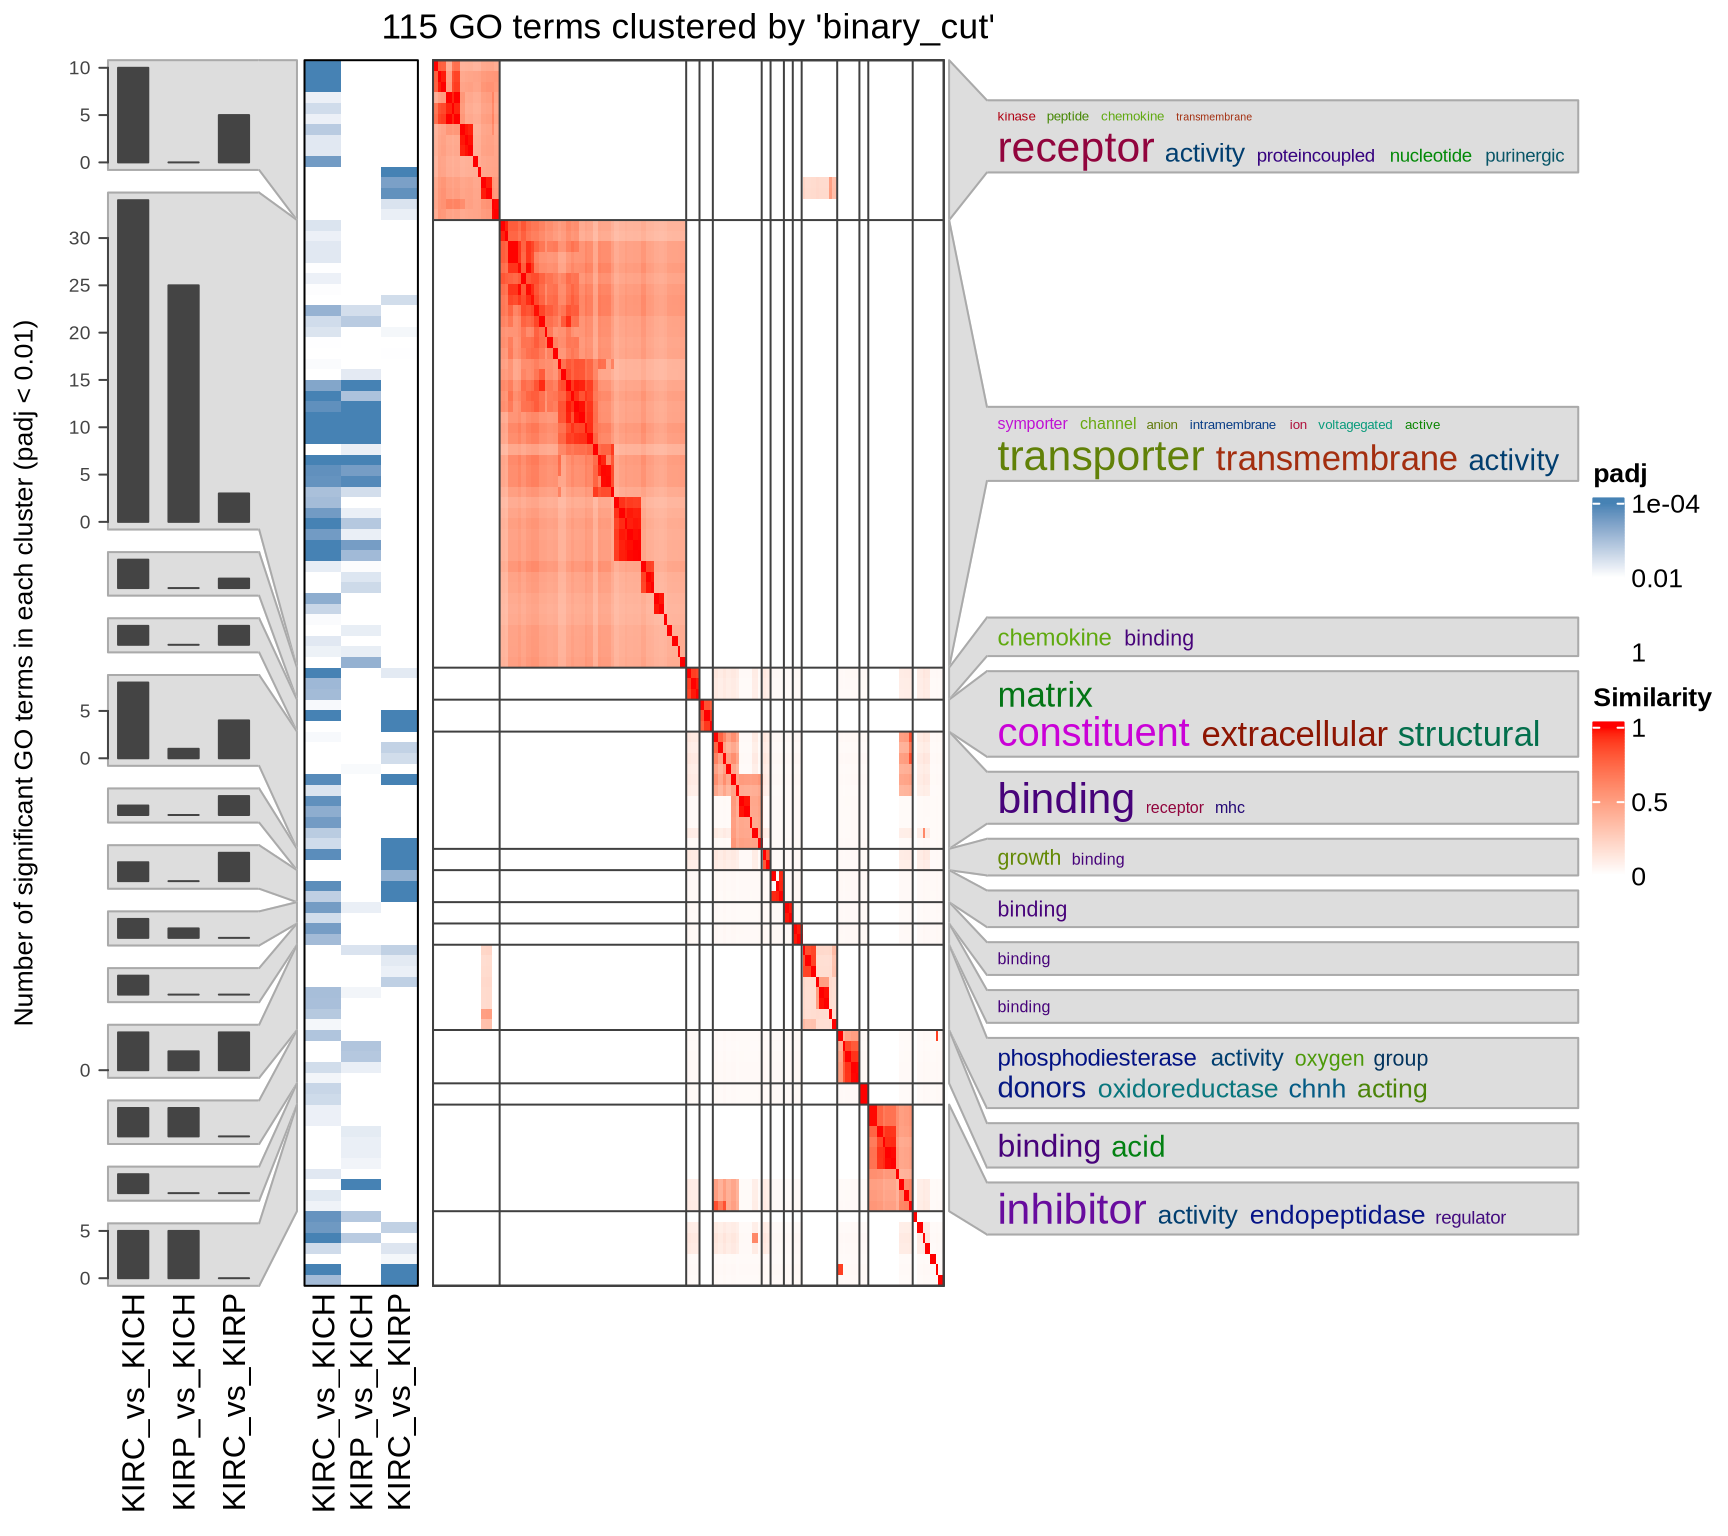 115 GO terms clustered by 'binary_cut'
Number of significant GO terms in each cluster (padj < 0.01)
10
5
0
30
25
20
15
10
5
0
5
0
0
5
0
KIRC_vs_KICH
KIRP_vs_KICH
KIRC_vs_KIRP
KIRC_vs_KICH
KIRP_vs_KICH
KIRC_vs_KIRP
kinase peptide chemokine transmembrane
receptor activity proteincoupled nucleotide purinergic
symporter channel anion intramembrane ion voltagegated active
transporter transmembrane activity
chemokine binding
matrix
constituent extracellular structural
binding receptor mhc
growth binding
binding
binding
binding
phosphodiesterase activity oxygen group
donors oxidoreductase chnh acting
binding acid
inhibitor activity endopeptidase regulator
padj
1e-04
0.01
1
Similarity
1
0.5
0